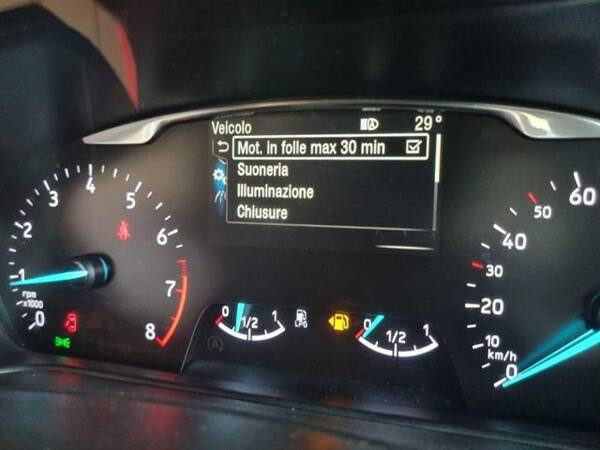 Veicolo 29°
Mot. in folle max 30 min
Suoneria
Illuminazione
Chiusure
0
1
2
3
4
5
6
7
8
rpm
x1000
0 1/2 1
LPG
0 1/2 1
0
10
20
30
40
50
60
km/h
A